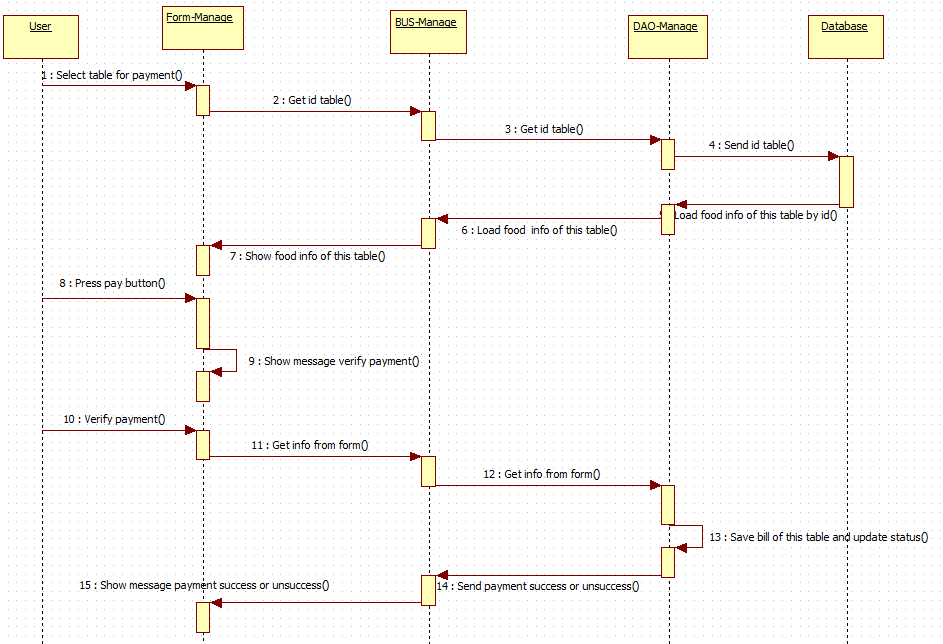 User
Form-Manage
BUS-Manage
DAO-Manage
Database
1 : Select table for payment()
2 : Get id table()
3 : Get id table()
4 : Send id table()
Load food info of this table by id()
6 : Load food info of this table()
7 : Show food info of this table()
8 : Press pay button()
9 : Show message verify payment()
10 : Verify payment()
11 : Get info from form()
12 : Get info from form()
13 : Save bill of this table and update status()
14 : Send payment success or unsuccess()
15 : Show message payment success or unsuccess()